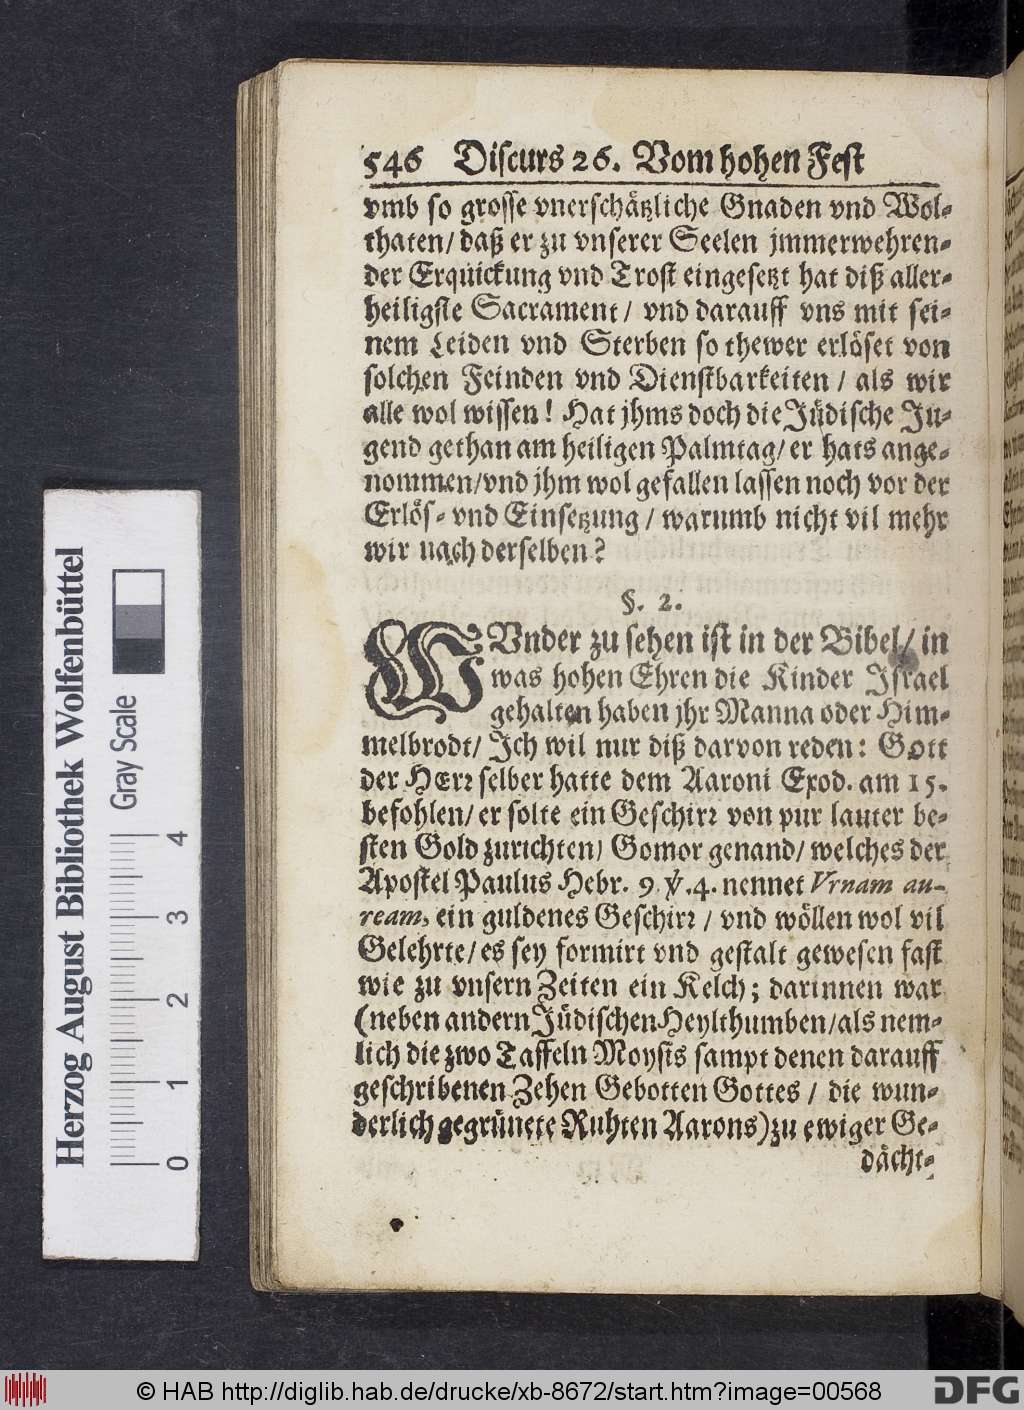 546 Discurs 26. Vom hohen Fest
vmb so grosse vnerschätzliche Gnaden vnd Wol-
thaten/ daß er zu vnserer Seelen jmmerwehren-
der Erquickung vnd Trost eingesetzt hat diß aller-
heiligste Sacrament / vnd darauff vns mit sei-
nem Leiden vnd Sterben so thewer erlöset von
solchen Feinden vnd Dienstbarkeiten / als wir
alle wol wissen! Hat jhms doch die Jüdische Ju-
gend gethan am heiligen Palmtag/ er hats ange-
nommen/vnd jhm wol gefallen lassen noch vor der
Erlös- vnd Einsetzung / warumb nicht vil mehr
wir nach derselben?
§. 2.
WUnder zu sehen ist in der Bibel/ in
was hohen Ehren die Kinder Israel
gehalten haben jhr Manna oder Him-
melbrodt/ Ich wil nur diß darvon reden: Gott
der HErr selber hatte dem Aaroni Exod. am 15.
befohlen/ er solte ein Geschirr von pur lauter be-
sten Gold zurichten/ Gomor genand/ welches der
Apostel Paulus Hebr. 9. ℣.4. nennet Vrnam au-
ream, ein guldenes Geschirr / vnd wöllen wol vil
Gelehrte/ es sey formirt vnd gestalt gewesen fast
wie zu vnsern Zeiten ein Kelch; darinnen war
(neben andern Jüdischen Heylthumben/als nem-
lich die zwo Taffeln Moysis sampt denen darauff
geschribenen Zehen Gebotten Gottes / die wun-
derlich gegrünete Ruhten Aarons) zu ewiger Ge-
dächt-
Herzog August Bibliothek Wolfenbüttel
Gray Scale
0 1 2 3 4
© HAB http://diglib.hab.de/drucke/xb-8672/start.htm?image=00568
DFG